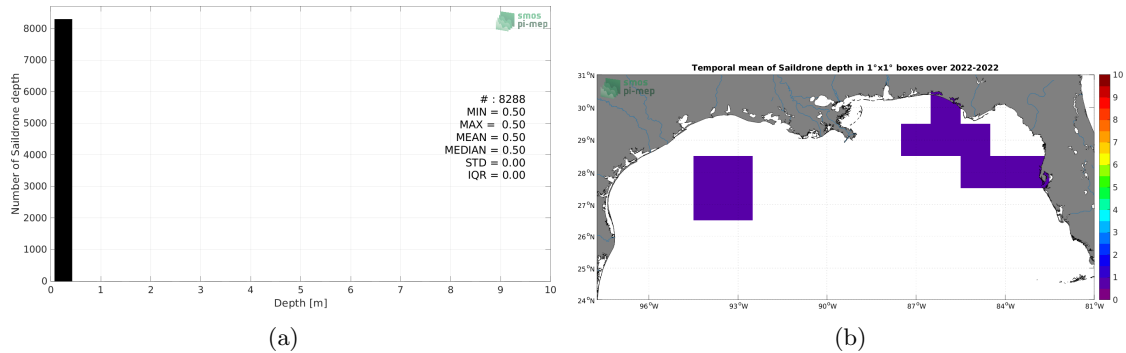 smos
pi-mep
8000
7000
6000
5000
4000
3000
2000
1000
0
Number of Saildrone depth
# : 8288
MIN = 0.50
MAX = 0.50
MEAN = 0.50
MEDIAN = 0.50
STD = 0.00
IQR = 0.00
0 1 2 3 4 5 6 7 8 9 10
Depth [m]
(a)
Temporal mean of Saildrone depth in 1°x1° boxes over 2022-2022
smos
pi-mep
31°N
30°N
29°N
28°N
27°N
26°N
25°N
24°N
96°W 93°W 90°W 87°W 84°W 81°W
10
9
8
7
6
5
4
3
2
1
0
(b)